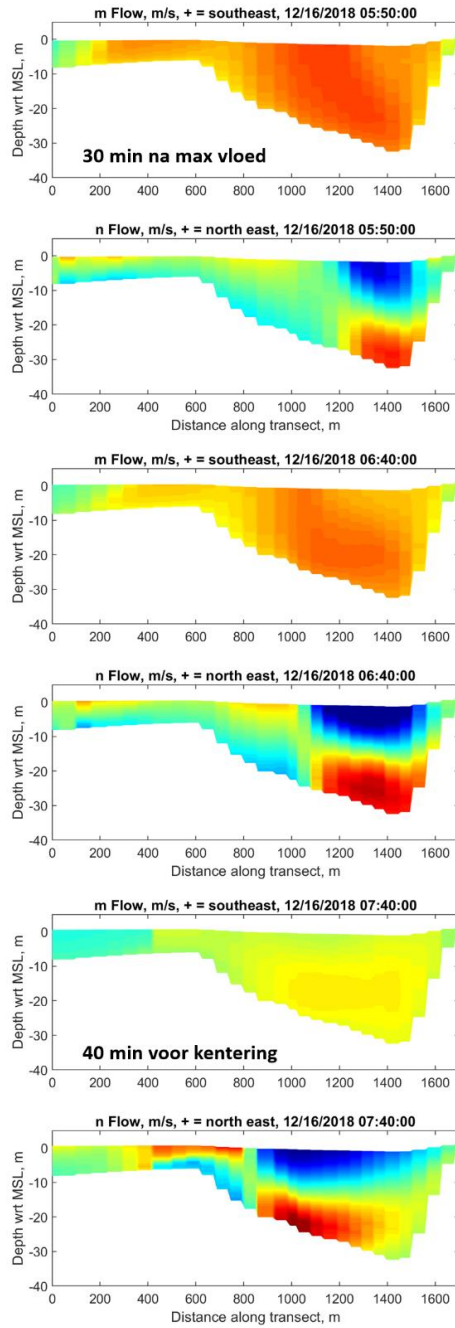 m Flow, m/s, + = southeast, 12/16/2018 05:50:00
Depth wrt MSL, m
0
-10
-20
-30
-40
30 min na max vloed
0 200 400 600 800 1000 1200 1400 1600
n Flow, m/s, + = north east, 12/16/2018 05:50:00
Depth wrt MSL, m
0
-10
-20
-30
-40
0 200 400 600 800 1000 1200 1400 1600
Distance along transect, m
m Flow, m/s, + = southeast, 12/16/2018 06:40:00
Depth wrt MSL, m
0
-10
-20
-30
-40
0 200 400 600 800 1000 1200 1400 1600
n Flow, m/s, + = north east, 12/16/2018 06:40:00
Depth wrt MSL, m
0
-10
-20
-30
-40
0 200 400 600 800 1000 1200 1400 1600
Distance along transect, m
m Flow, m/s, + = southeast, 12/16/2018 07:40:00
Depth wrt MSL, m
0
-10
-20
-30
-40
40 min voor kentering
0 200 400 600 800 1000 1200 1400 1600
n Flow, m/s, + = north east, 12/16/2018 07:40:00
Depth wrt MSL, m
0
-10
-20
-30
-40
0 200 400 600 800 1000 1200 1400 1600
Distance along transect, m